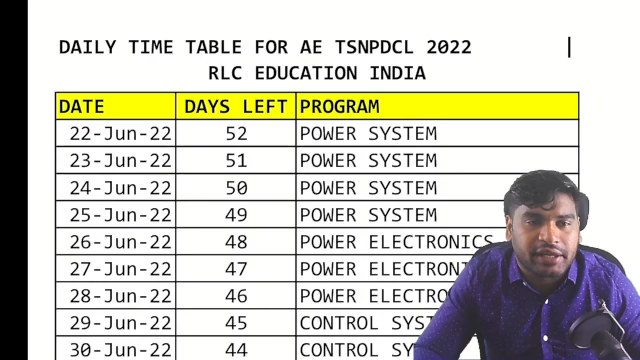 DAILY TIME TABLE FOR AE TSNPDCL 2022
RLC EDUCATION INDIA
DATE DAYS LEFT PROGRAM
22-Jun-22 52 POWER SYSTEM
23-Jun-22 51 POWER SYSTEM
24-Jun-22 50 POWER SYSTEM
25-Jun-22 49 POWER SYSTEM
26-Jun-22 48 POWER ELECTRONICS
27-Jun-22 47 POWER
28-Jun-22 46 POWER
29-Jun-22 45 CONTROL
30-Jun-22 44 CONTROL